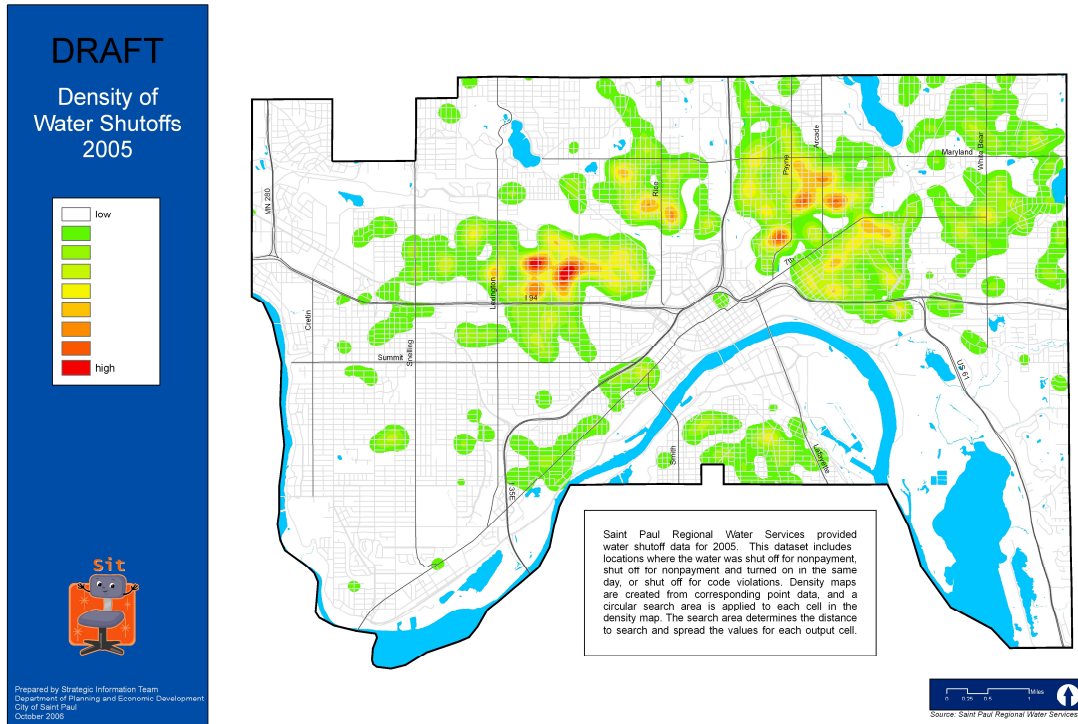 DRAFT
Density of
Water Shutoffs
2005
low
high
Sit
Prepared by Strategic Information Team
Department of Planning and Economic Development
City of Saint Paul
October 2006
MN 280
Cretin
Snelling
Summit
Lexington
I 94
Rice
Payne
Arcade
Maryland
White Bear
7th
US 61
I 35E
Smith
Lafayette
Saint Paul Regional Water Services provided
water shutoff data for 2005. This dataset includes
locations where the water was shut off for nonpayment,
shut off for nonpayment and turned on in the same
day, or shut off for code violations. Density maps
are created from corresponding point data, and a
circular search area is applied to each cell in the
density map. The search area determines the distance
to search and spread the values for each output cell.
Miles
0 0.25 0.5 1
Source: Saint Paul Regional Water Services